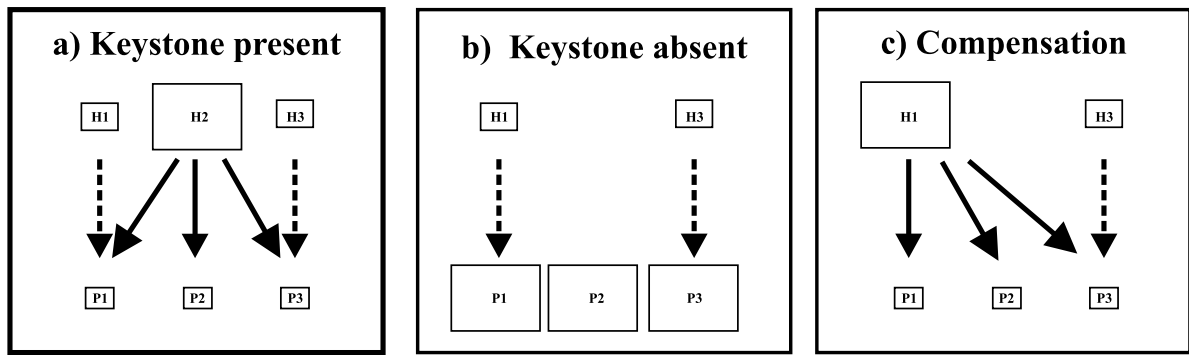 a) Keystone present
H1
H2
H3
P1
P2
P3
b) Keystone absent
H1
H3
P1
P2
P3
c) Compensation
H1
H3
P1
P2
P3